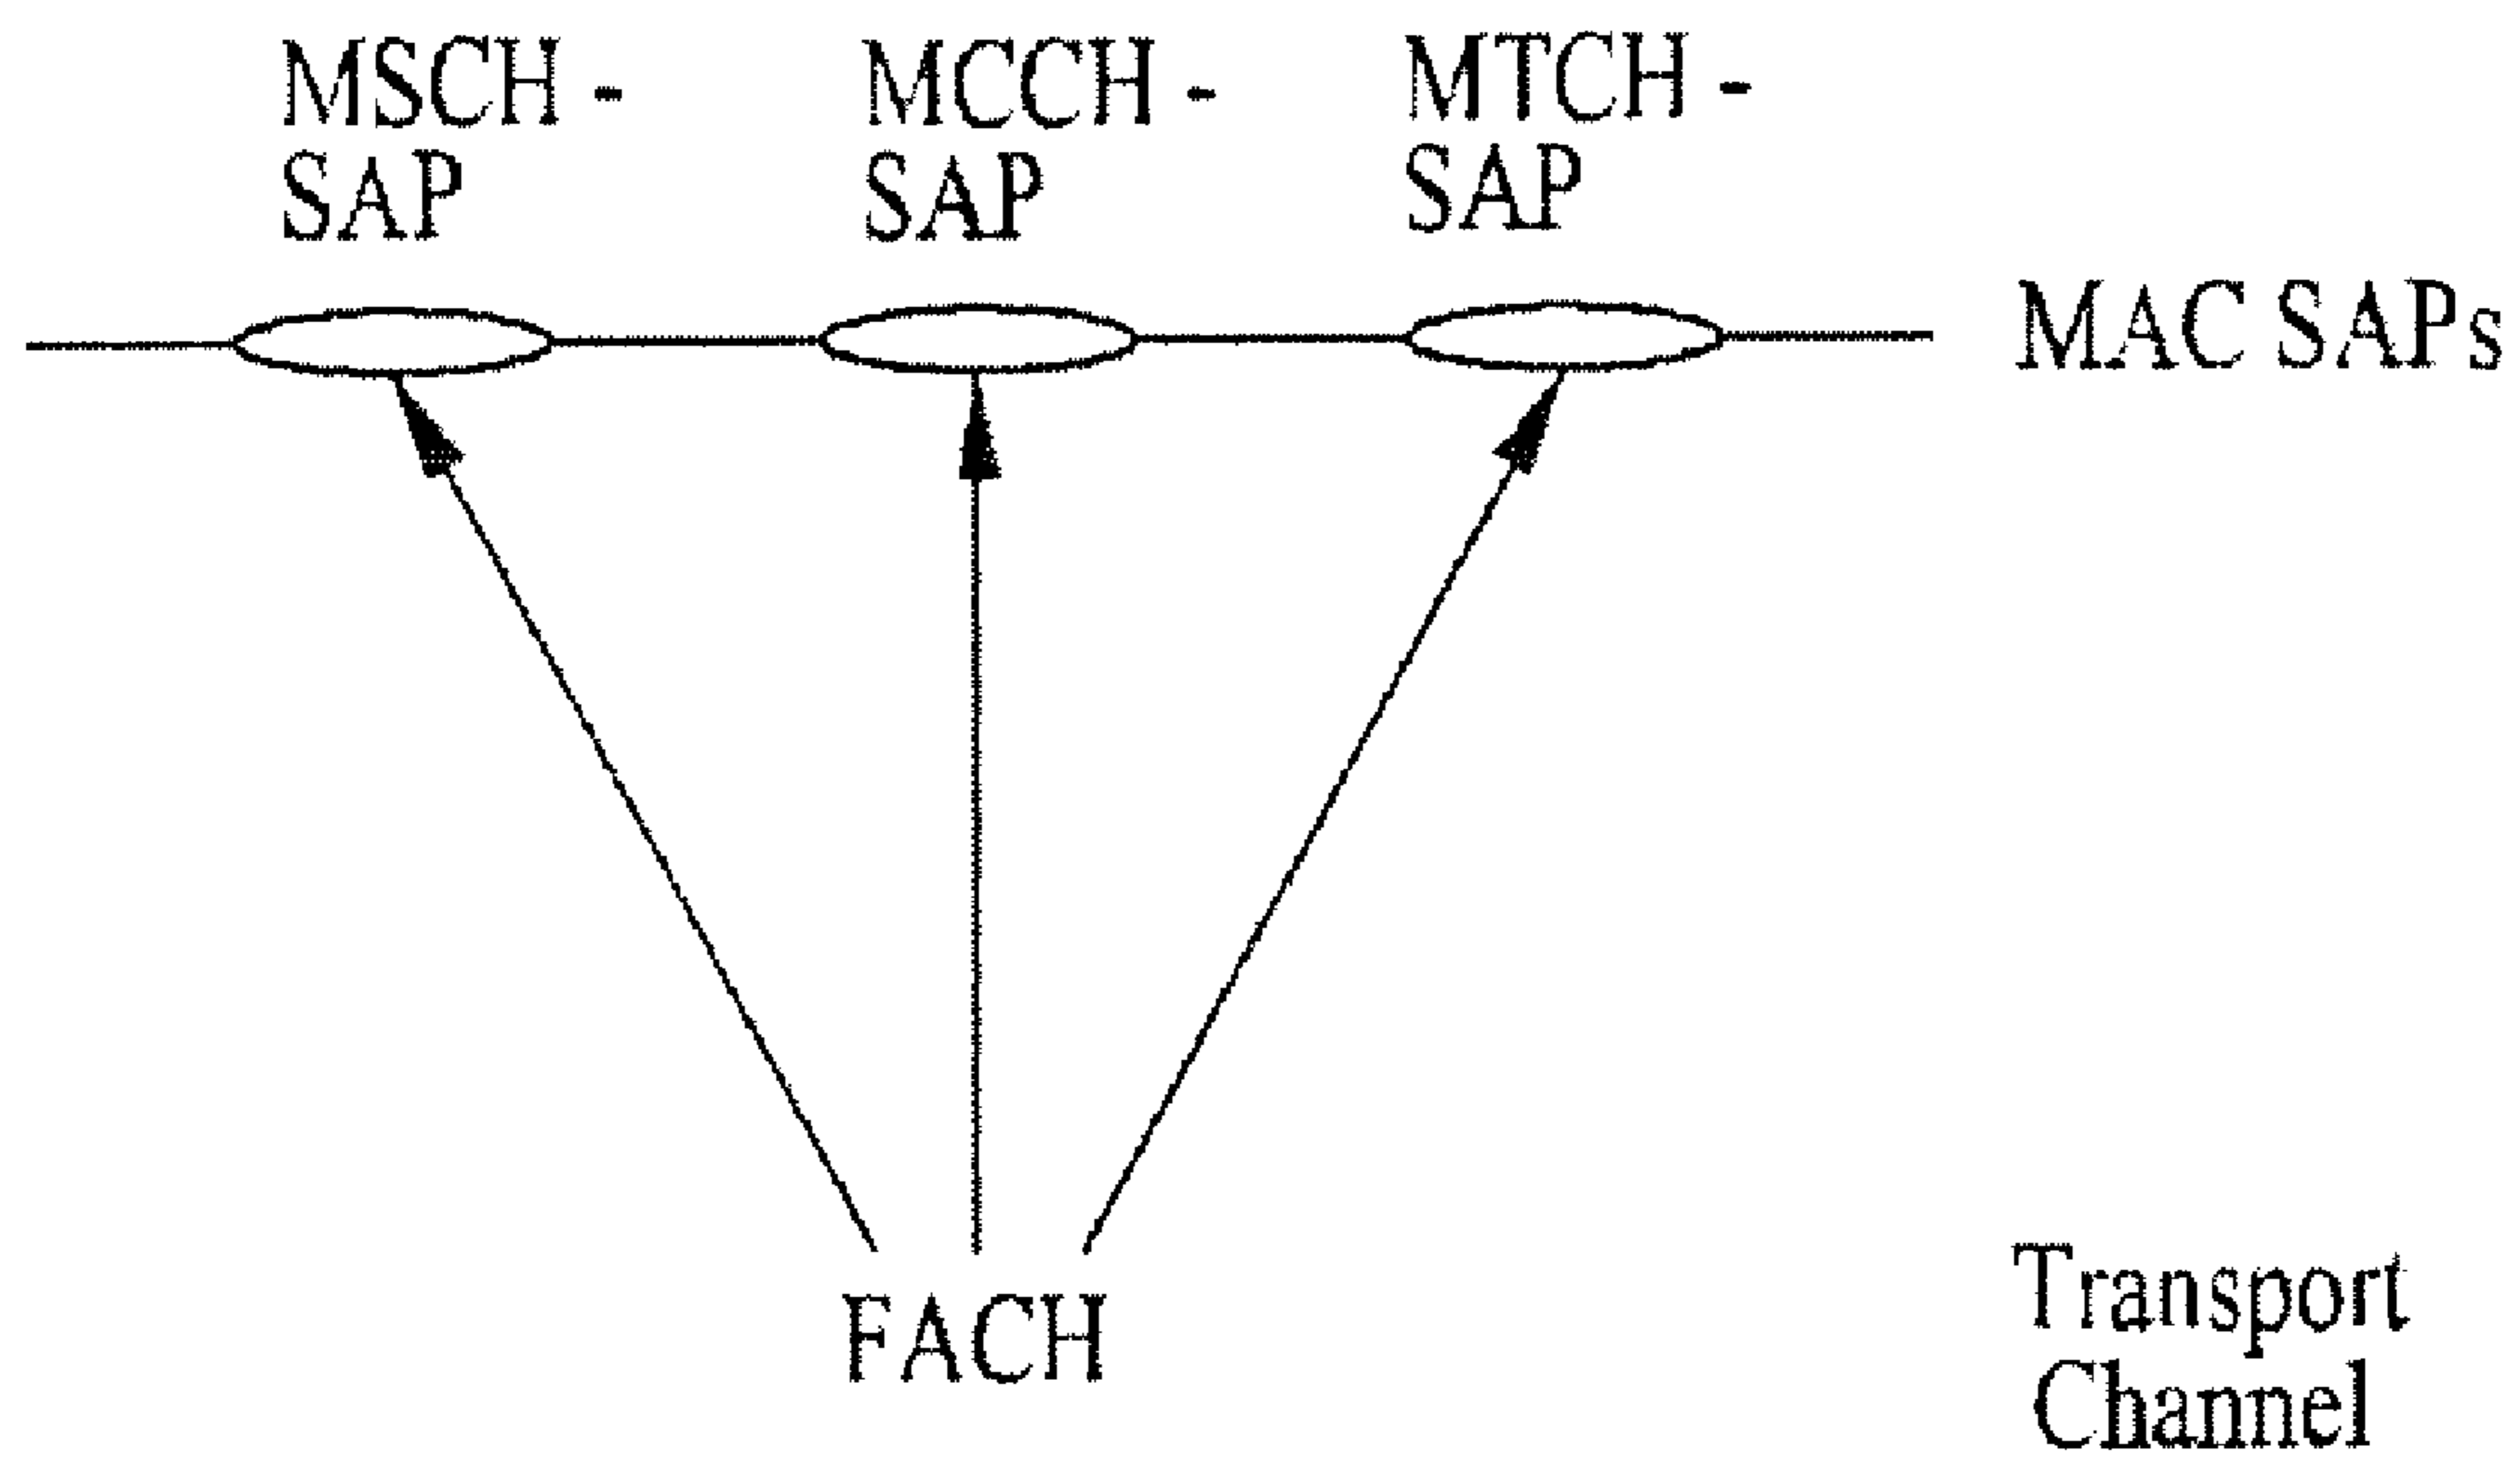 MSCH -
SAP
MCCH -
SAP
MTCH -
SAP
MAC SAPs
FACH
Transport
Channel